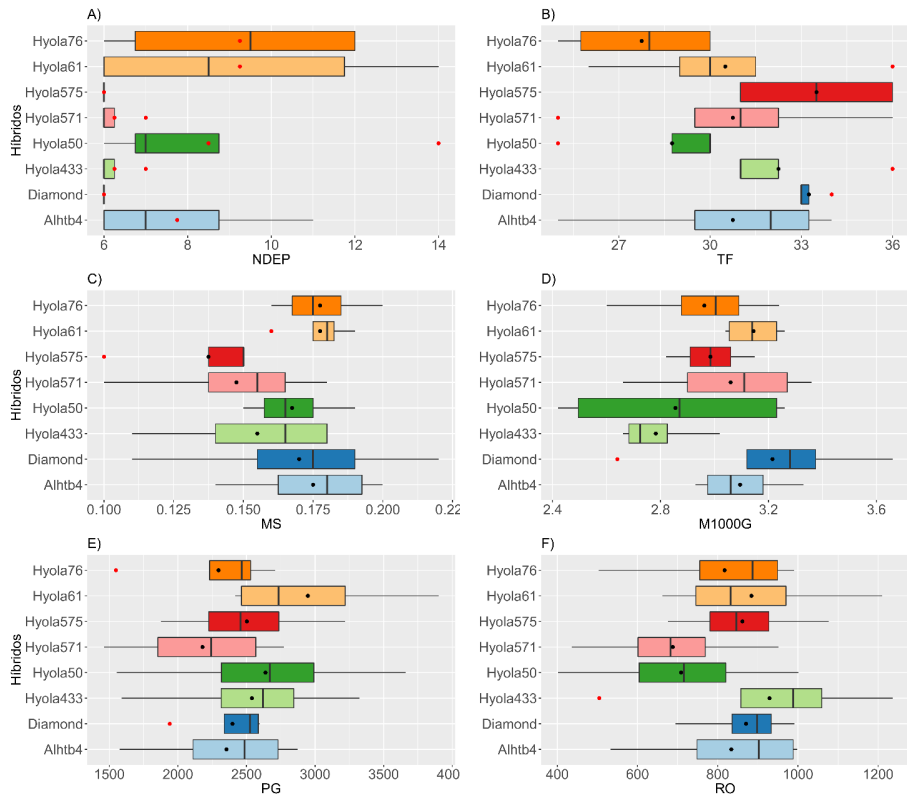 A)
Hyola76
Hyola61
Hyola575
Hyola571
Hyola50
Hyola433
Diamond
Alhtb4
Híbridos
6 8 10 12 14
NDEP
B)
Hyola76
Hyola61
Hyola575
Hyola571
Hyola50
Hyola433
Diamond
Alhtb4
27 30 33 36
TF
C)
Hyola76
Hyola61
Hyola575
Hyola571
Hyola50
Hyola433
Diamond
Alhtb4
Híbridos
0.100 0.125 0.150 0.175 0.200 0.22
MS
D)
Hyola76
Hyola61
Hyola575
Hyola571
Hyola50
Hyola433
Diamond
Alhtb4
2.4 2.8 3.2 3.6
M1000G
E)
Hyola76
Hyola61
Hyola575
Hyola571
Hyola50
Hyola433
Diamond
Alhtb4
Híbridos
1500 2000 2500 3000 3500 400
PG
F)
Hyola76
Hyola61
Hyola575
Hyola571
Hyola50
Hyola433
Diamond
Alhtb4
400 600 800 1000 1200
RO